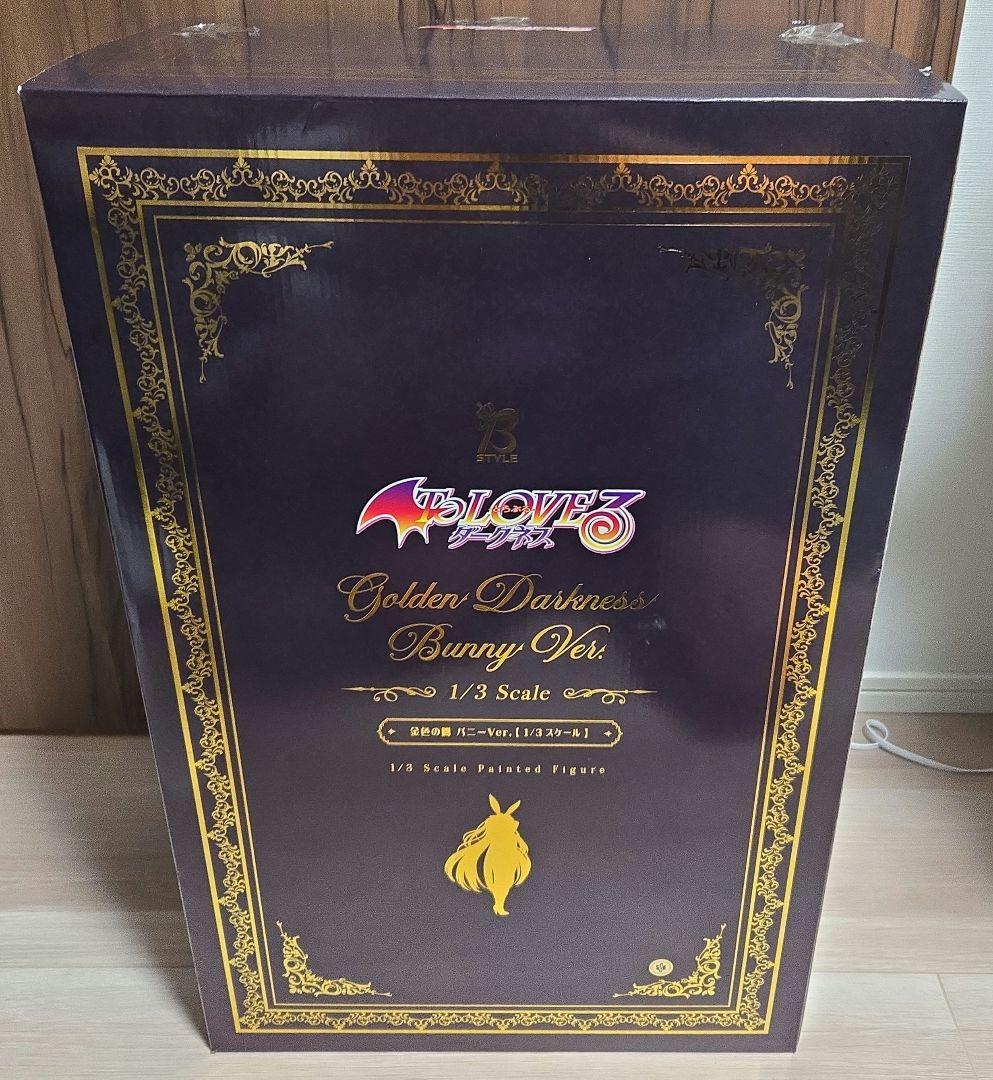 B
STYLE
To LOVEる
とらぶる
ダークネス
Golden Darkness
Bunny Ver.
1/3 Scale
金色の闇 バニーVer.【1/3スケール】
1/3 Scale Painted Figure